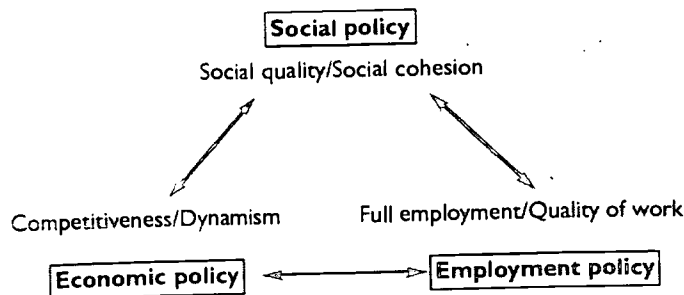 Social policy
Social quality/Social cohesion
Competitiveness/Dynamism
Full employment/Quality of work
Economic policy
Employment policy